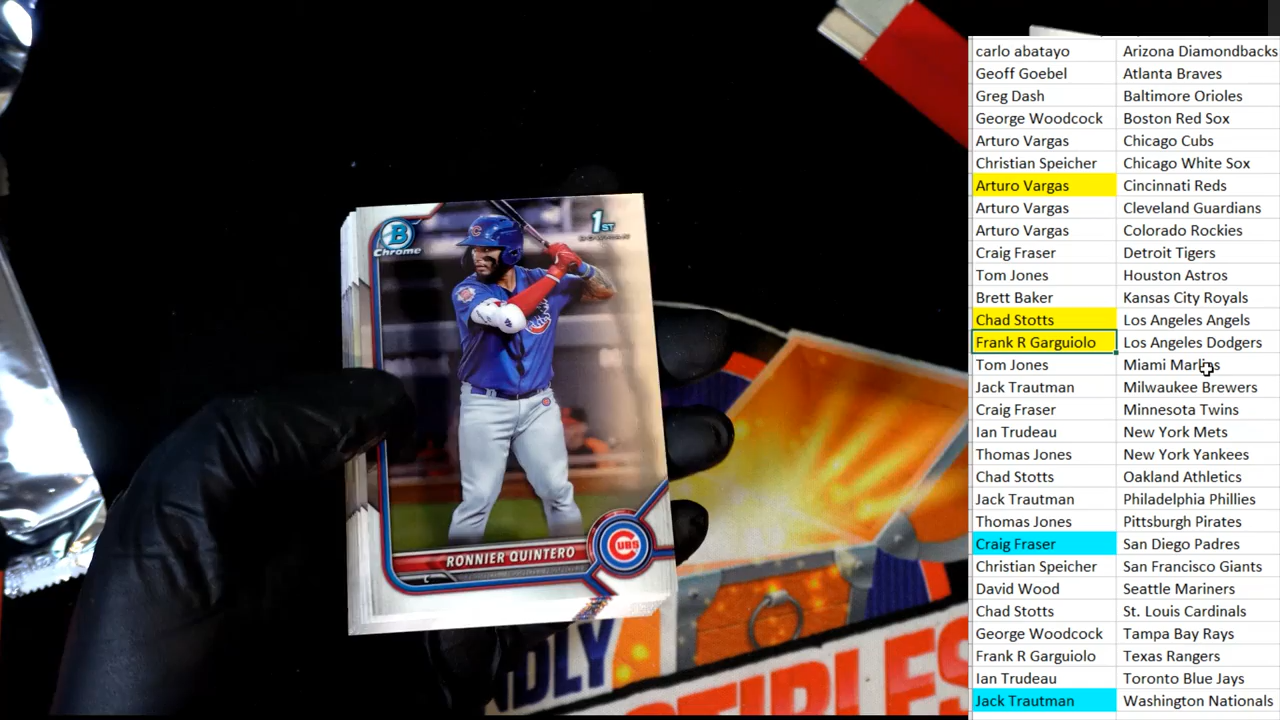 B
Chrome
1ST
BOWMAN
RONNIER QUINTERO
C
CUBS
carlo abatayo Arizona Diamondbacks
Geoff Goebel Atlanta Braves
Greg Dash Baltimore Orioles
George Woodcock Boston Red Sox
Arturo Vargas Chicago Cubs
Christian Speicher Chicago White Sox
Arturo Vargas Cincinnati Reds
Arturo Vargas Cleveland Guardians
Arturo Vargas Colorado Rockies
Craig Fraser Detroit Tigers
Tom Jones Houston Astros
Brett Baker Kansas City Royals
Chad Stotts Los Angeles Angels
Frank R Garguiolo Los Angeles Dodgers
Tom Jones Miami Marlins
Jack Trautman Milwaukee Brewers
Craig Fraser Minnesota Twins
Ian Trudeau New York Mets
Thomas Jones New York Yankees
Chad Stotts Oakland Athletics
Jack Trautman Philadelphia Phillies
Thomas Jones Pittsburgh Pirates
Craig Fraser San Diego Padres
Christian Speicher San Francisco Giants
David Wood Seattle Mariners
Chad Stotts St. Louis Cardinals
George Woodcock Tampa Bay Rays
Frank R Garguiolo Texas Rangers
Ian Trudeau Toronto Blue Jays
Jack Trautman Washington Nationals